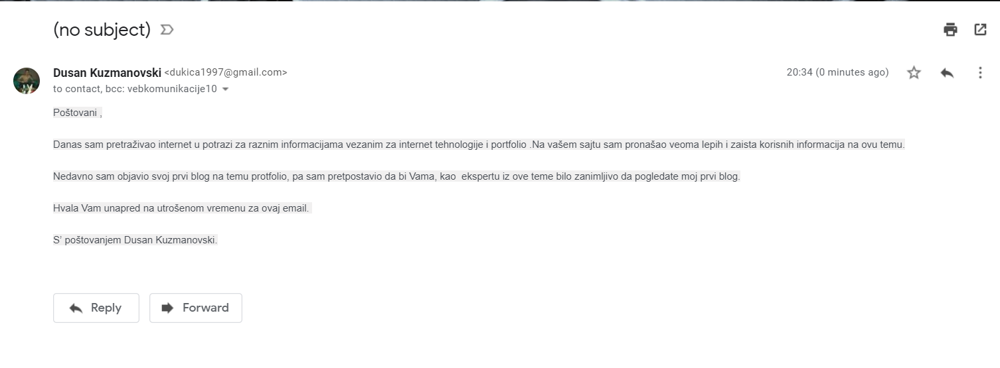 (no subject)
Dusan Kuzmanovski <dukica1997@gmail.com>
20:34 (0 minutes ago)
to contact, bcc: vebkomunikacije10
Poštovani ,
Danas sam pretraživao internet u potrazi za raznim informacijama vezanim za internet tehnologije i portfolio .Na vašem sajtu sam pronašao veoma lepih i zaista korisnih informacija na ovu temu.
Nedavno sam objavio svoj prvi blog na temu protfolio, pa sam pretpostavio da bi Vama, kao  ekspertu iz ove teme bilo zanimljivo da pogledate moj prvi blog.
Hvala Vam unapred na utrošenom vremenu za ovaj email.
S’ poštovanjem Dusan Kuzmanovski.
Reply
Forward